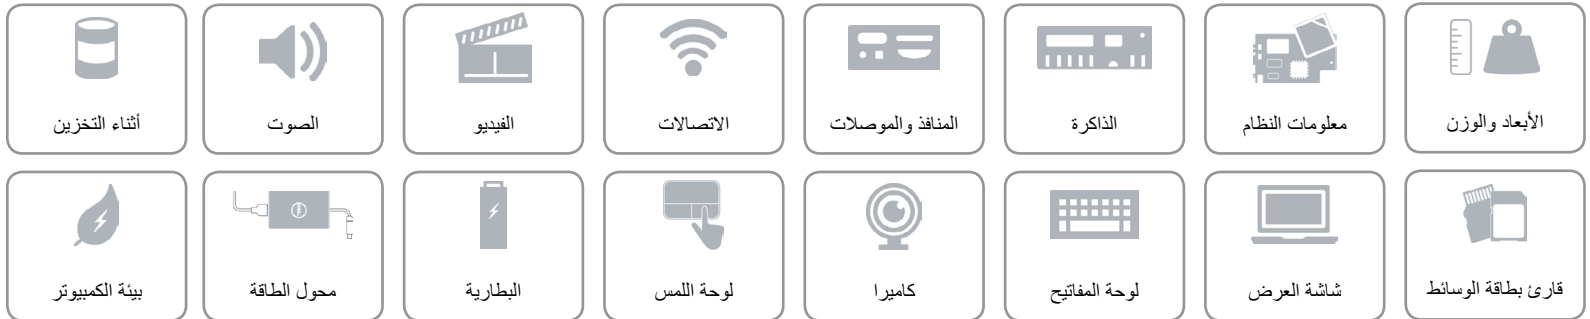 الأبعاد والوزن
معلومات النظام
الذاكرة
المنافذ والموصلات
الاتصالات
الفيديو
الصوت
أثناء التخزين
قارئ بطاقة الوسائط
شاشة العرض
لوحة المفاتيح
كاميرا
لوحة اللمس
البطارية
محول الطاقة
بيئة الكمبيوتر